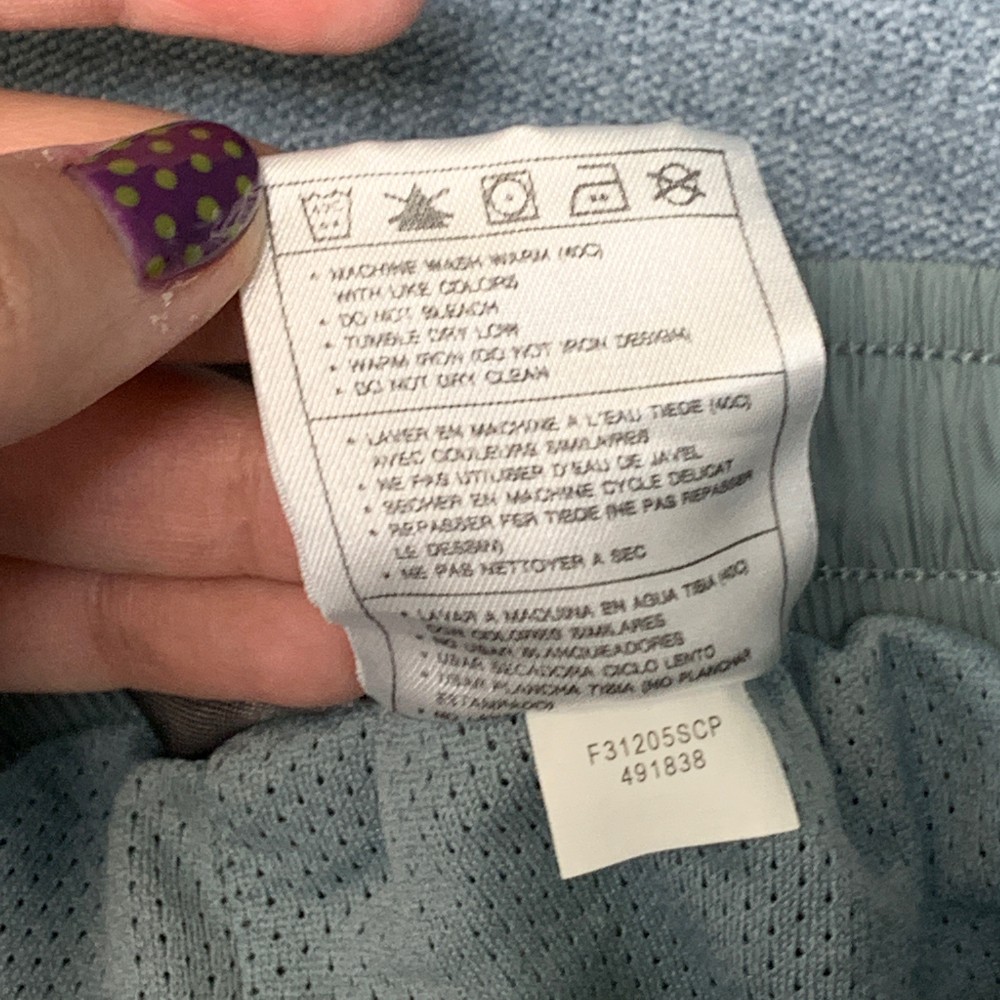 • MACHINE WASH WARM (40C)
WITH LIKE COLORS
• DO NOT BLEACH
• TUMBLE DRY LOW
• WARM IRON (DO NOT IRON DESIGN)
• DO NOT DRY CLEAN
• LAVER EN MACHINE A L'EAU TIEDE (40C)
AVEC COULEURS SIMILAIRES
• NE PAS UTILISER D'EAU DE JAVEL
• SECHER EN MACHINE CYCLE DELICAT
• REPASSER FER TIEDE (NE PAS REPASSER
LE DESSIN)
• NE PAS NETTOYER A SEC
• LAVAR A MAQUINA EN AGUA TIBIA (40C)
CON COLORES SIMILARES
• NO USAR BLANQUEADORES
• USAR SECADORA CICLO LENTO
• USAR PLANCHA TIBIA (NO PLANCHAR
ESTAMPADO)
NO
F31205SCP
491838